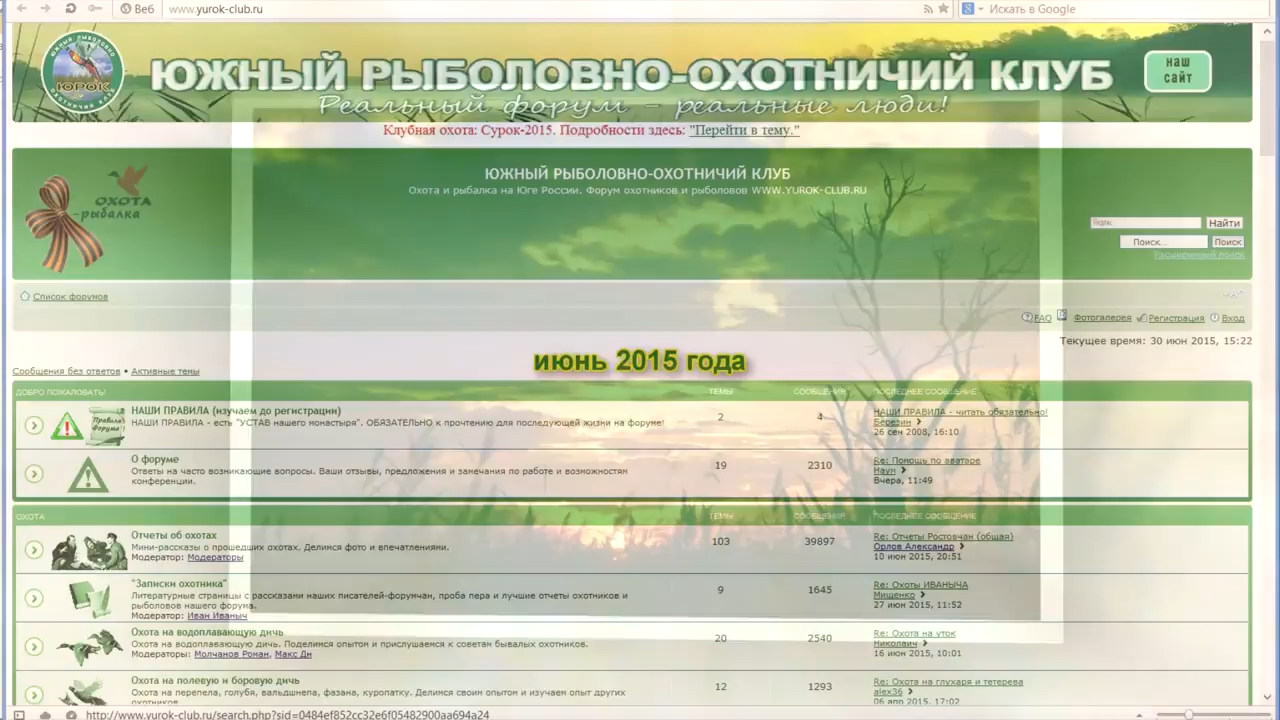 Веб www.yurok-club.ru Искать в Google
ЮЖНЫЙ РЫБОЛОВНО-ОХОТНИЧИЙ КЛУБ
Реальный форум - реальные люди!
наш
сайт
ЮЖНЫЙ РЫБОЛОВНО
ЮРОК
ОХОТНИЧИЙ КЛУБ
Клубная охота: Сурок-2015. Подробности здесь: "Перейти в тему."
ОХОТА
-рыбалка
ЮЖНЫЙ РЫБОЛОВНО-ОХОТНИЧИЙ КЛУБ
Охота и рыбалка на Юге России. Форум охотников и рыболовов WWW.YUROK-CLUB.RU
Найти
Поиск... Поиск
Расширенный поиск
Список форумов
FAQ Фотогалерея Регистрация Вход
Текущее время: 30 июн 2015, 15:22
июнь 2015 года
Сообщения без ответов • Активные темы
ДОБРО ПОЖАЛОВАТЬ! ТЕМЫ СООБЩЕНИЯ ПОСЛЕДНЕЕ СООБЩЕНИЕ
Правила
Форума!
НАШИ ПРАВИЛА (изучаем до регистрации)
НАШИ ПРАВИЛА - есть "УСТАВ нашего монастыря". ОБЯЗАТЕЛЬНО к прочтению для последующей жизни на форуме!
2 4
НАШИ ПРАВИЛА - читать обязательно!
Березин
26 сен 2008, 16:10
О форуме
Ответы на часто возникающие вопросы. Ваши отзывы, предложения и замечания по работе и возможностям
конференции.
19 2310
Re: Помощь по аватаре
Наун
Вчера, 11:49
ОХОТА ТЕМЫ СООБЩЕНИЯ ПОСЛЕДНЕЕ СООБЩЕНИЕ
Отчеты об охотах
Мини-рассказы о прошедших охотах. Делимся фото и впечатлениями.
Модератор: Модераторы
103 39897
Re: Отчеты Ростовчан (общая)
Орлов Александр
10 июн 2015, 20:51
"Записки охотника"
Литературные страницы с рассказами наших писателей-форумчан, проба пера и лучшие отчеты охотников и
рыболовов нашего форума.
Модератор: Иван Иваныч
9 1645
Re: Охоты ИВАНЫЧА
Мищенко
27 июн 2015, 11:52
Охота на водоплавающую дичь
Охота на водоплавающую дичь. Поделимся опытом и прислушаемся к советам бывалых охотников.
Модераторы: Молчанов Роман, Макс Дн
20 2540
Re: Охота на уток
Николаич
16 июн 2015, 10:01
Охота на полевую и боровую дичь
Охота на перепела, голубя, вальдшнепа, фазана, куропатку. Делимся своим опытом и изучаем опыт других
охотников.
12 1293
Re: Охота на глухаря и тетерева
alex36
06 апр 2015, 17:02
http://www.yurok-club.ru/search.php?sid=0484ef852cc32e6f05482900aa694a24